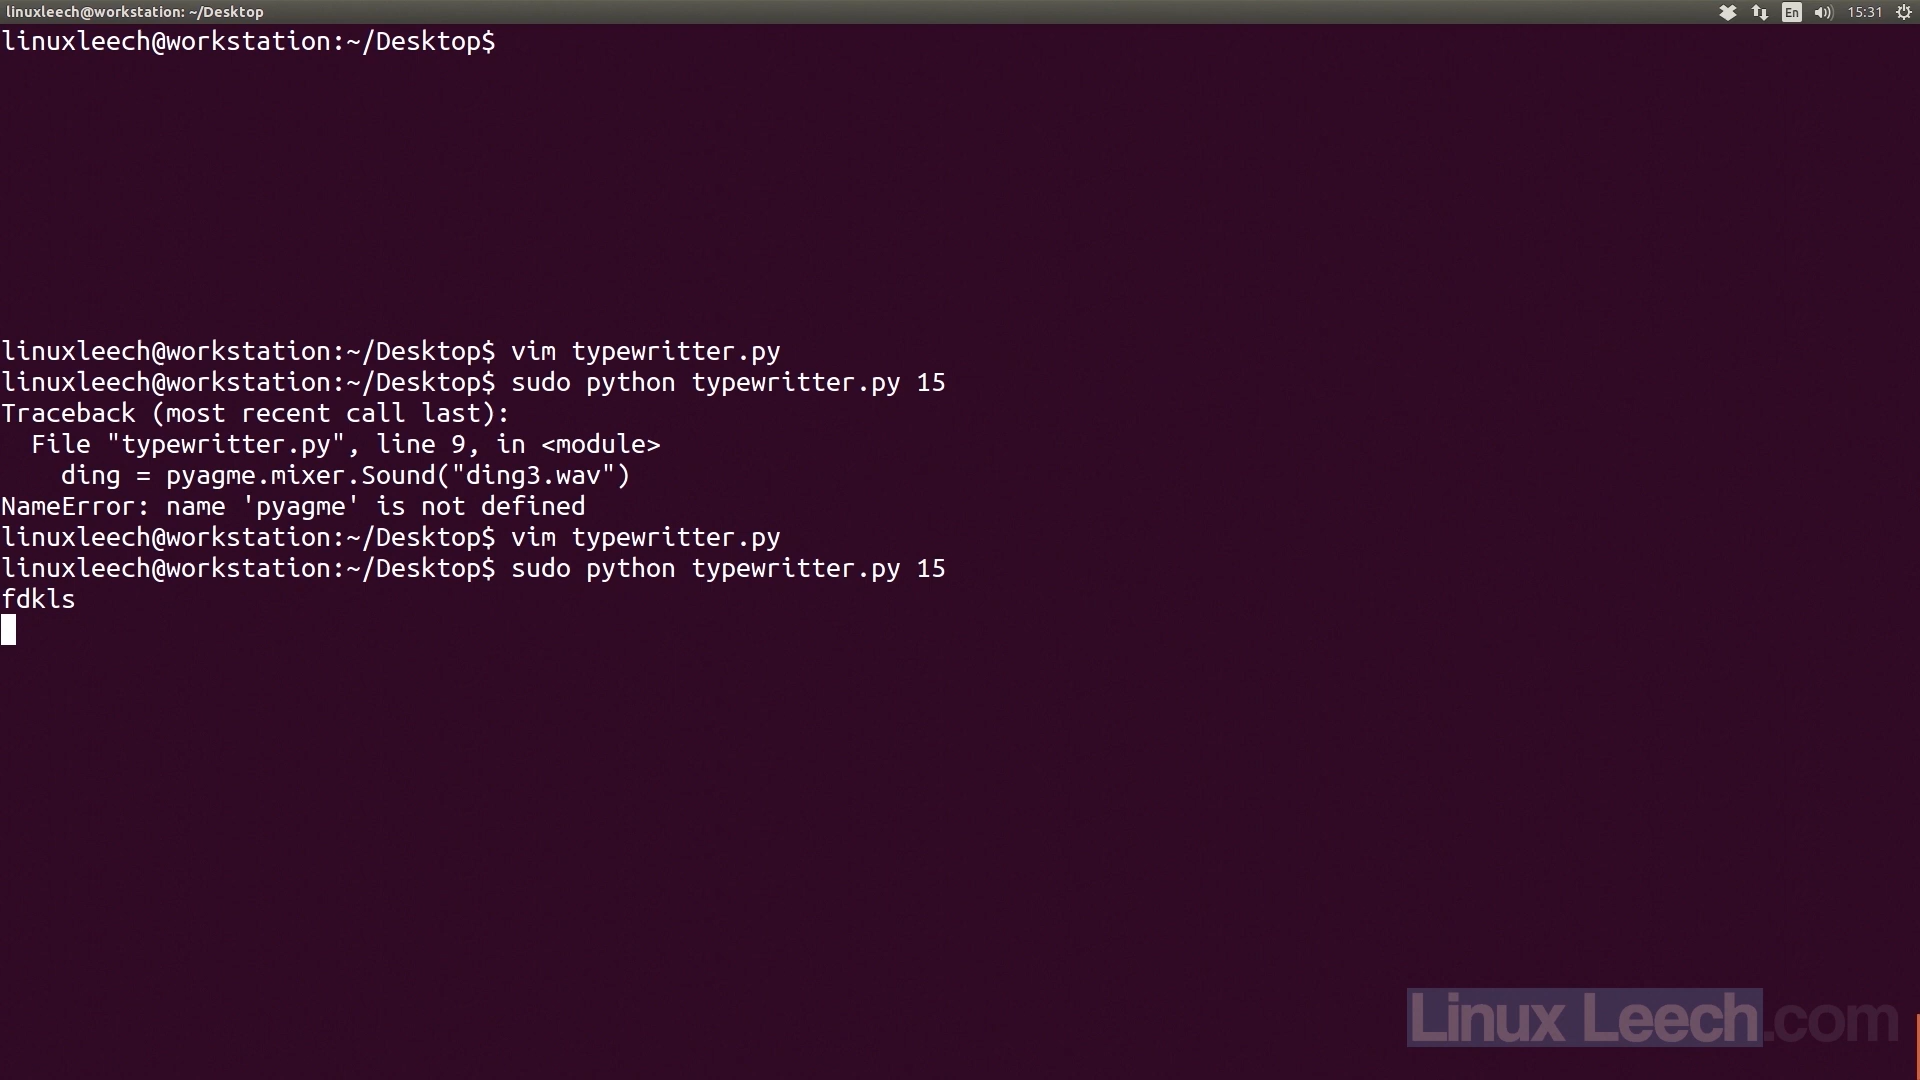 linuxleech@workstation: ~/Desktop
En
15:31
linuxleech@workstation:~/Desktop$
linuxleech@workstation:~/Desktop$ vim typewritter.py
linuxleech@workstation:~/Desktop$ sudo python typewritter.py 15
Traceback (most recent call last):
  File "typewritter.py", line 9, in <module>
    ding = pyagme.mixer.Sound("ding3.wav")
NameError: name 'pyagme' is not defined
linuxleech@workstation:~/Desktop$ vim typewritter.py
linuxleech@workstation:~/Desktop$ sudo python typewritter.py 15
fdkls
Linux Leech.com